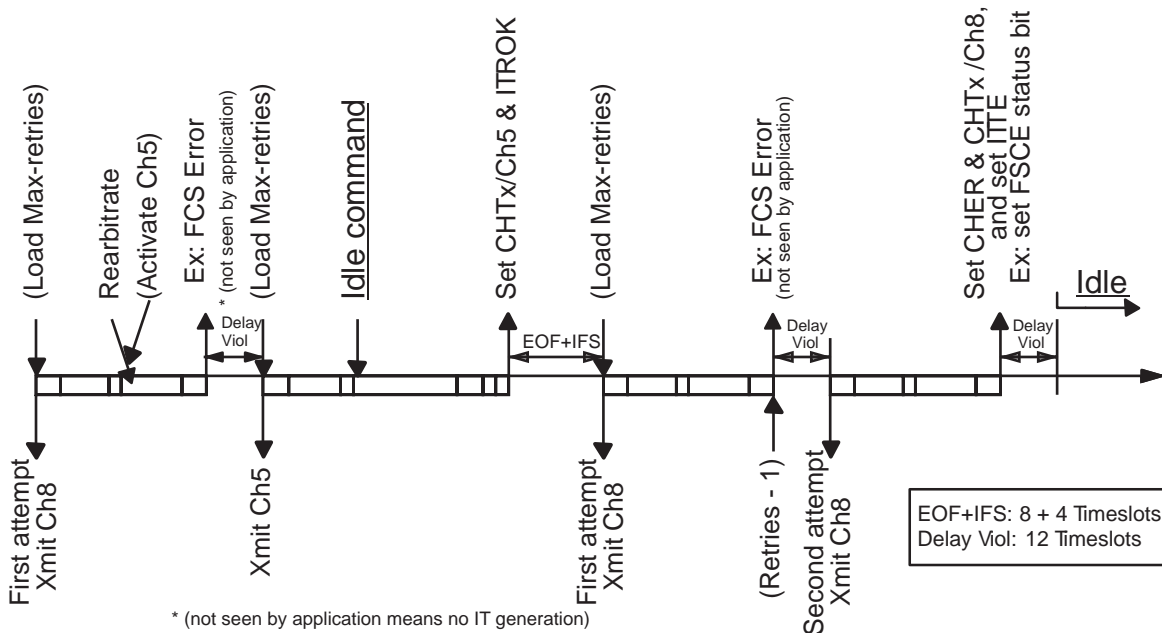 (Load Max-retries)
Rearbitrate
(Activate Ch5)
Ex: FCS Error
* (not seen by application)
(Load Max-retries)
Idle command
Set CHTx/Ch5 & ITROK
(Load Max-retries)
Ex: FCS Error
(not seen by application)
Set CHER & CHTx /Ch8,
and set ITTE
Ex: set FSCE status bit
Idle
Delay
Viol
EOF+IFS
Delay
Viol
Delay
Viol
First attempt
Xmit Ch8
Xmit Ch5
First attempt
Xmit Ch8
(Retries - 1)
Second attempt
Xmit Ch8
EOF+IFS: 8 + 4 Timeslots
Delay Viol: 12 Timeslots
* (not seen by application means no IT generation)